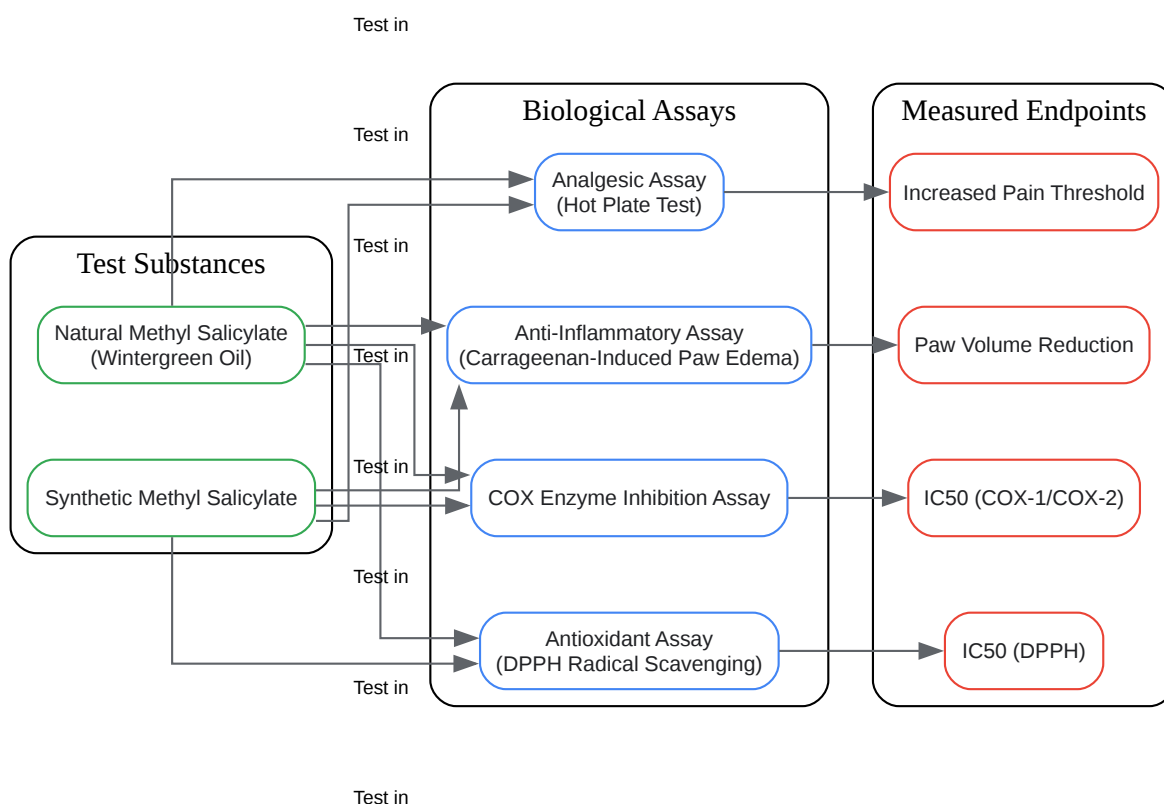 Test in
Biological Assays
Measured Endpoints
Test in
Analgesic Assay
(Hot Plate Test)
Increased Pain Threshold
Test in
Test Substances
Natural Methyl Salicylate
(Wintergreen Oil)
Anti-Inflammatory Assay
(Carrageenan-Induced Paw Edema)
Paw Volume Reduction
Test in
Test in
Synthetic Methyl Salicylate
COX Enzyme Inhibition Assay
IC50 (COX-1/COX-2)
Test in
Antioxidant Assay
(DPPH Radical Scavenging)
IC50 (DPPH)
Test in
Test in